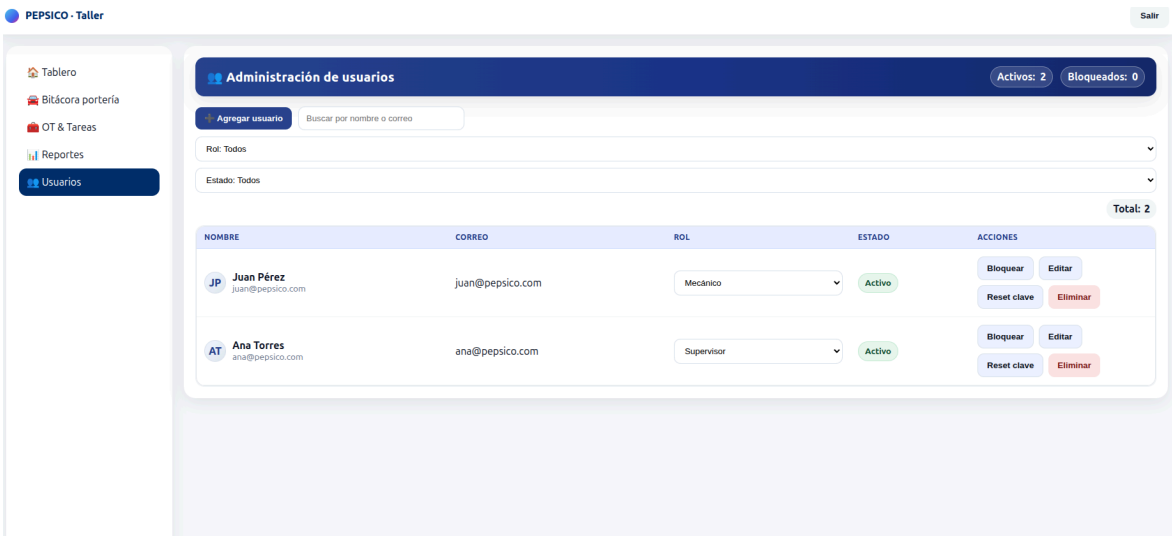 PEPSICO · Taller
Salir
Tablero
Bitácora portería
OT & Tareas
Reportes
Usuarios
Administración de usuarios
Activos: 2
Bloqueados: 0
Agregar usuario
Buscar por nombre o correo
Rol: Todos
Estado: Todos
Total: 2
NOMBRE CORREO ROL ESTADO ACCIONES
JP
Juan Pérez
juan@pepsico.com
juan@pepsico.com
Mecánico
Activo
Bloquear Editar
Reset clave Eliminar
AT
Ana Torres
ana@pepsico.com
ana@pepsico.com
Supervisor
Activo
Bloquear Editar
Reset clave Eliminar